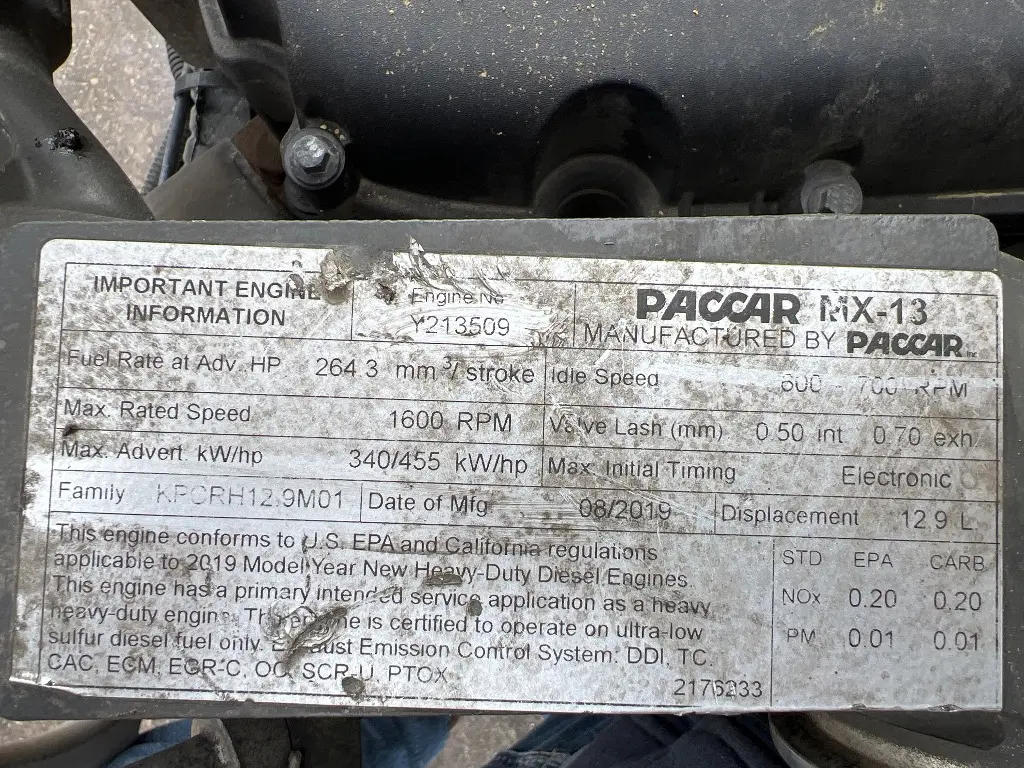 IMPORTANT ENGINE
INFORMATION
Engine No
Y213509
PACCAR MX-13
MANUFACTURED BY PACCAR Inc
Fuel Rate at Adv. HP 264.3 mm³/ stroke
Idle Speed 600 - 700 RPM
Max. Rated Speed 1600 RPM
Valve Lash (mm) 0.50 int 0.70 exh.
Max. Advert. kW/hp 340/455 kW/hp
Max. Initial Timing Electronic
Family KPCRH12.9M01
Date of Mfg 08/2019
Displacement 12.9 L
This engine conforms to U.S. EPA and California regulations
applicable to 2019 Model Year New Heavy-Duty Diesel Engines.
This engine has a primary intended service application as a heavy
heavy-duty engine. The engine is certified to operate on ultra-low
sulfur diesel fuel only. Exhaust Emission Control System: DDI, TC,
CAC, ECM, EGR-C, OC, SCR-U, PTOX
2176233
STD EPA CARB
NOx 0.20 0.20
PM 0.01 0.01